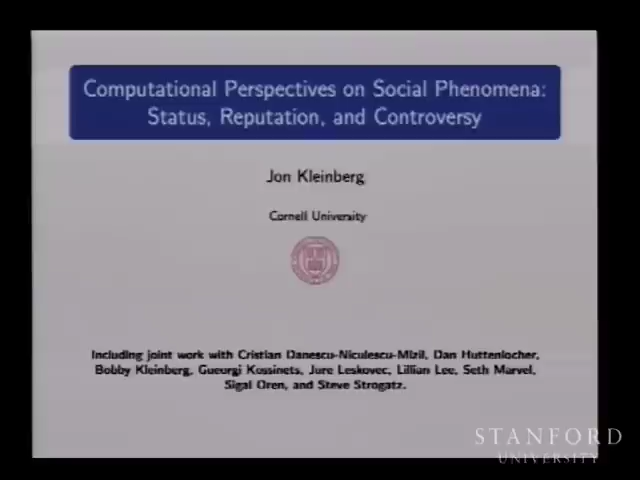 Computational Perspectives on Social Phenomena:
Status, Reputation, and Controversy
Jon Kleinberg
Cornell University
Including joint work with Cristian Danescu-Niculescu-Mizil, Dan Huttenlocher,
Bobby Kleinberg, Gueorgi Kossinets, Jure Leskovec, Lillian Lee, Seth Marvel,
Sigal Oren, and Steve Strogatz.
STANFORD
UNIVERSITY